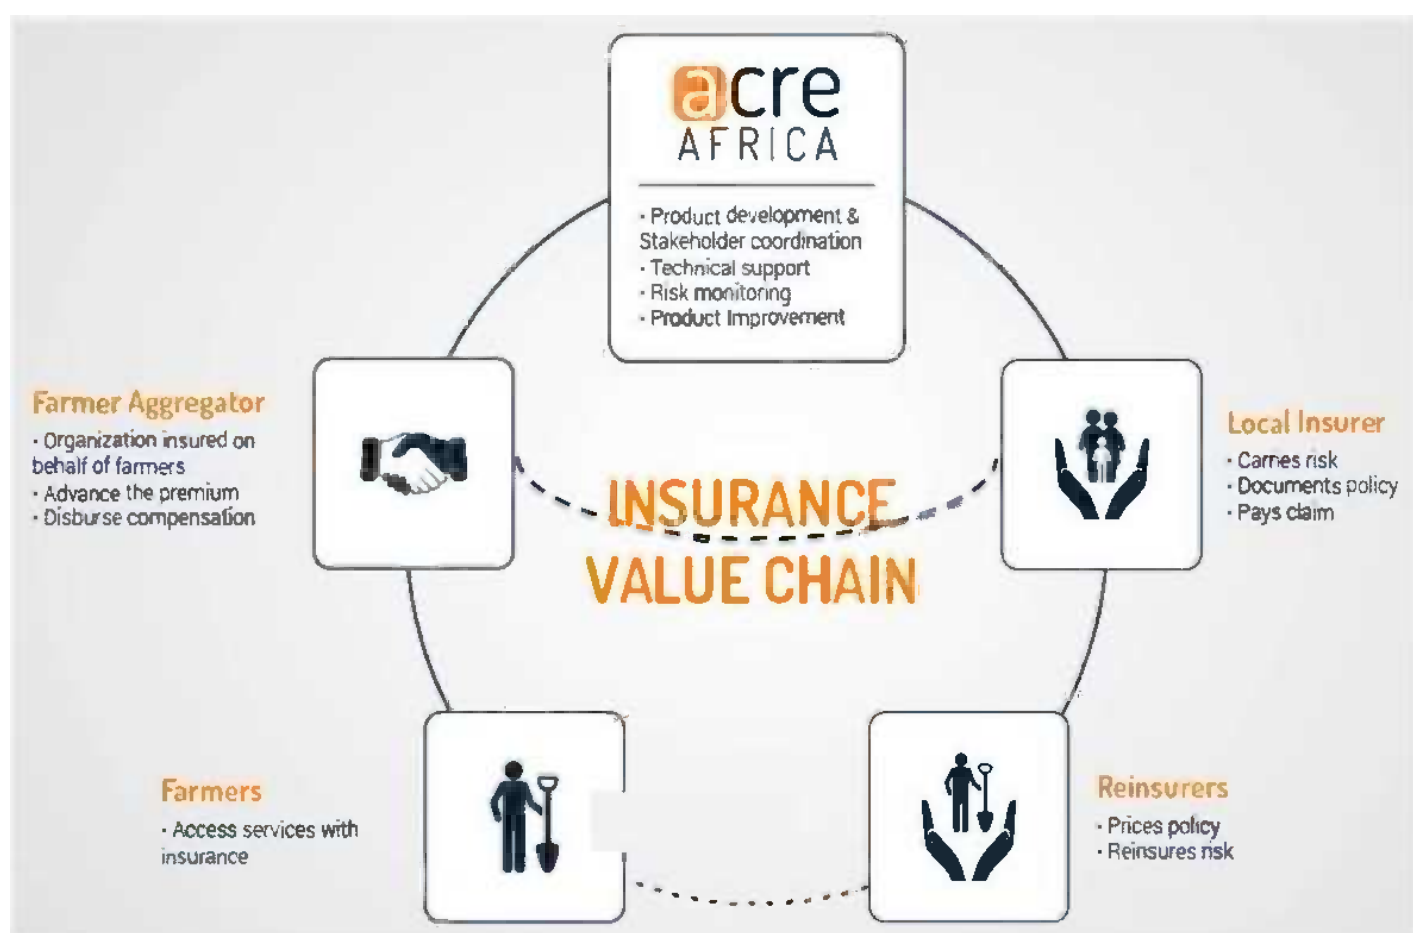 acre
AFRICA
· Product development &
Stakeholder coordination
· Technical support
· Risk monitoring
· Product Improvement
Farmer Aggregator
· Organization insured on
behalf of farmers
· Advance the premium
· Disburse compensation
Local Insurer
· Carries risk
· Documents policy
· Pays claim
INSURANCE
VALUE CHAIN
Farmers
· Access services with
insurance
Reinsurers
· Prices policy
· Reinsures risk